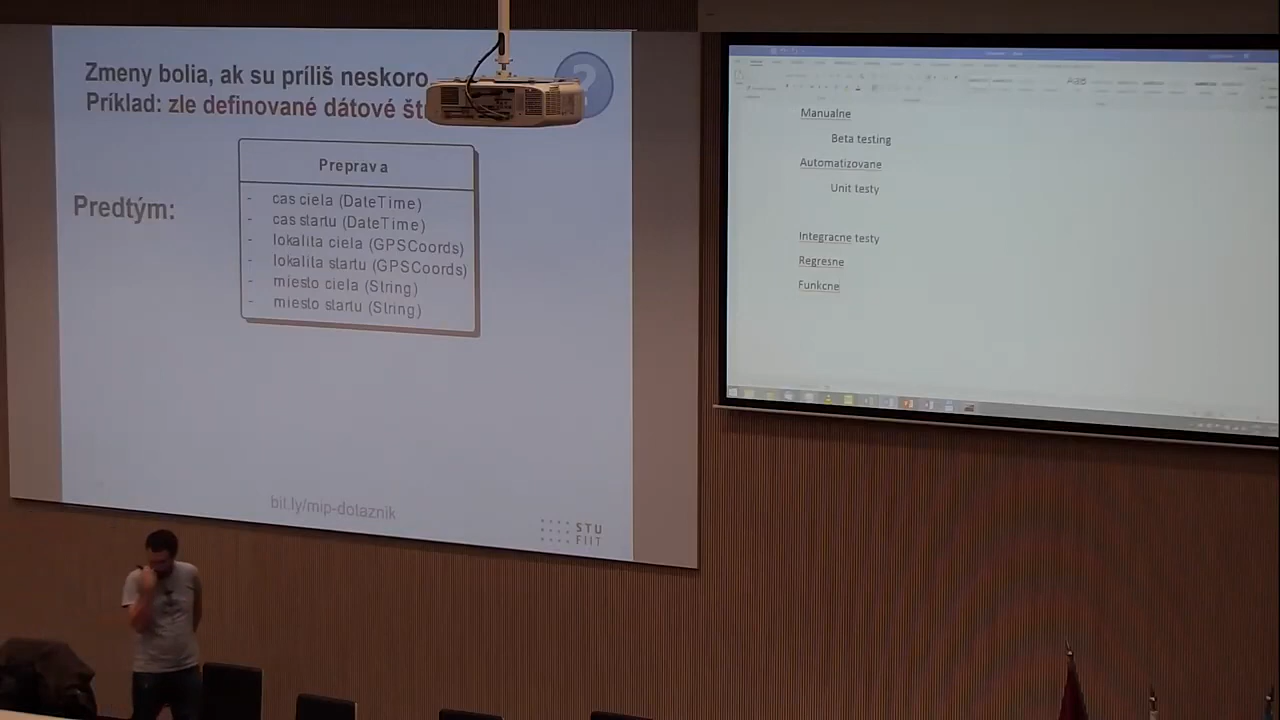 Zmeny bolia, ak su príliš neskoro
Príklad: zle definované dátové št
?
Preprava
Predtým:
- cas ciela (DateTime)
- cas startu (DateTime)
- lokalita ciela (GPSCoords)
- lokalita startu (GPSCoords)
- miesto ciela (String)
- miesto startu (String)
bit.ly/mip-dotaznik
STU
FIIT
Manualne
Beta testing
Automatizovane
Unit testy
Integracne testy
Regresne
Funkcne